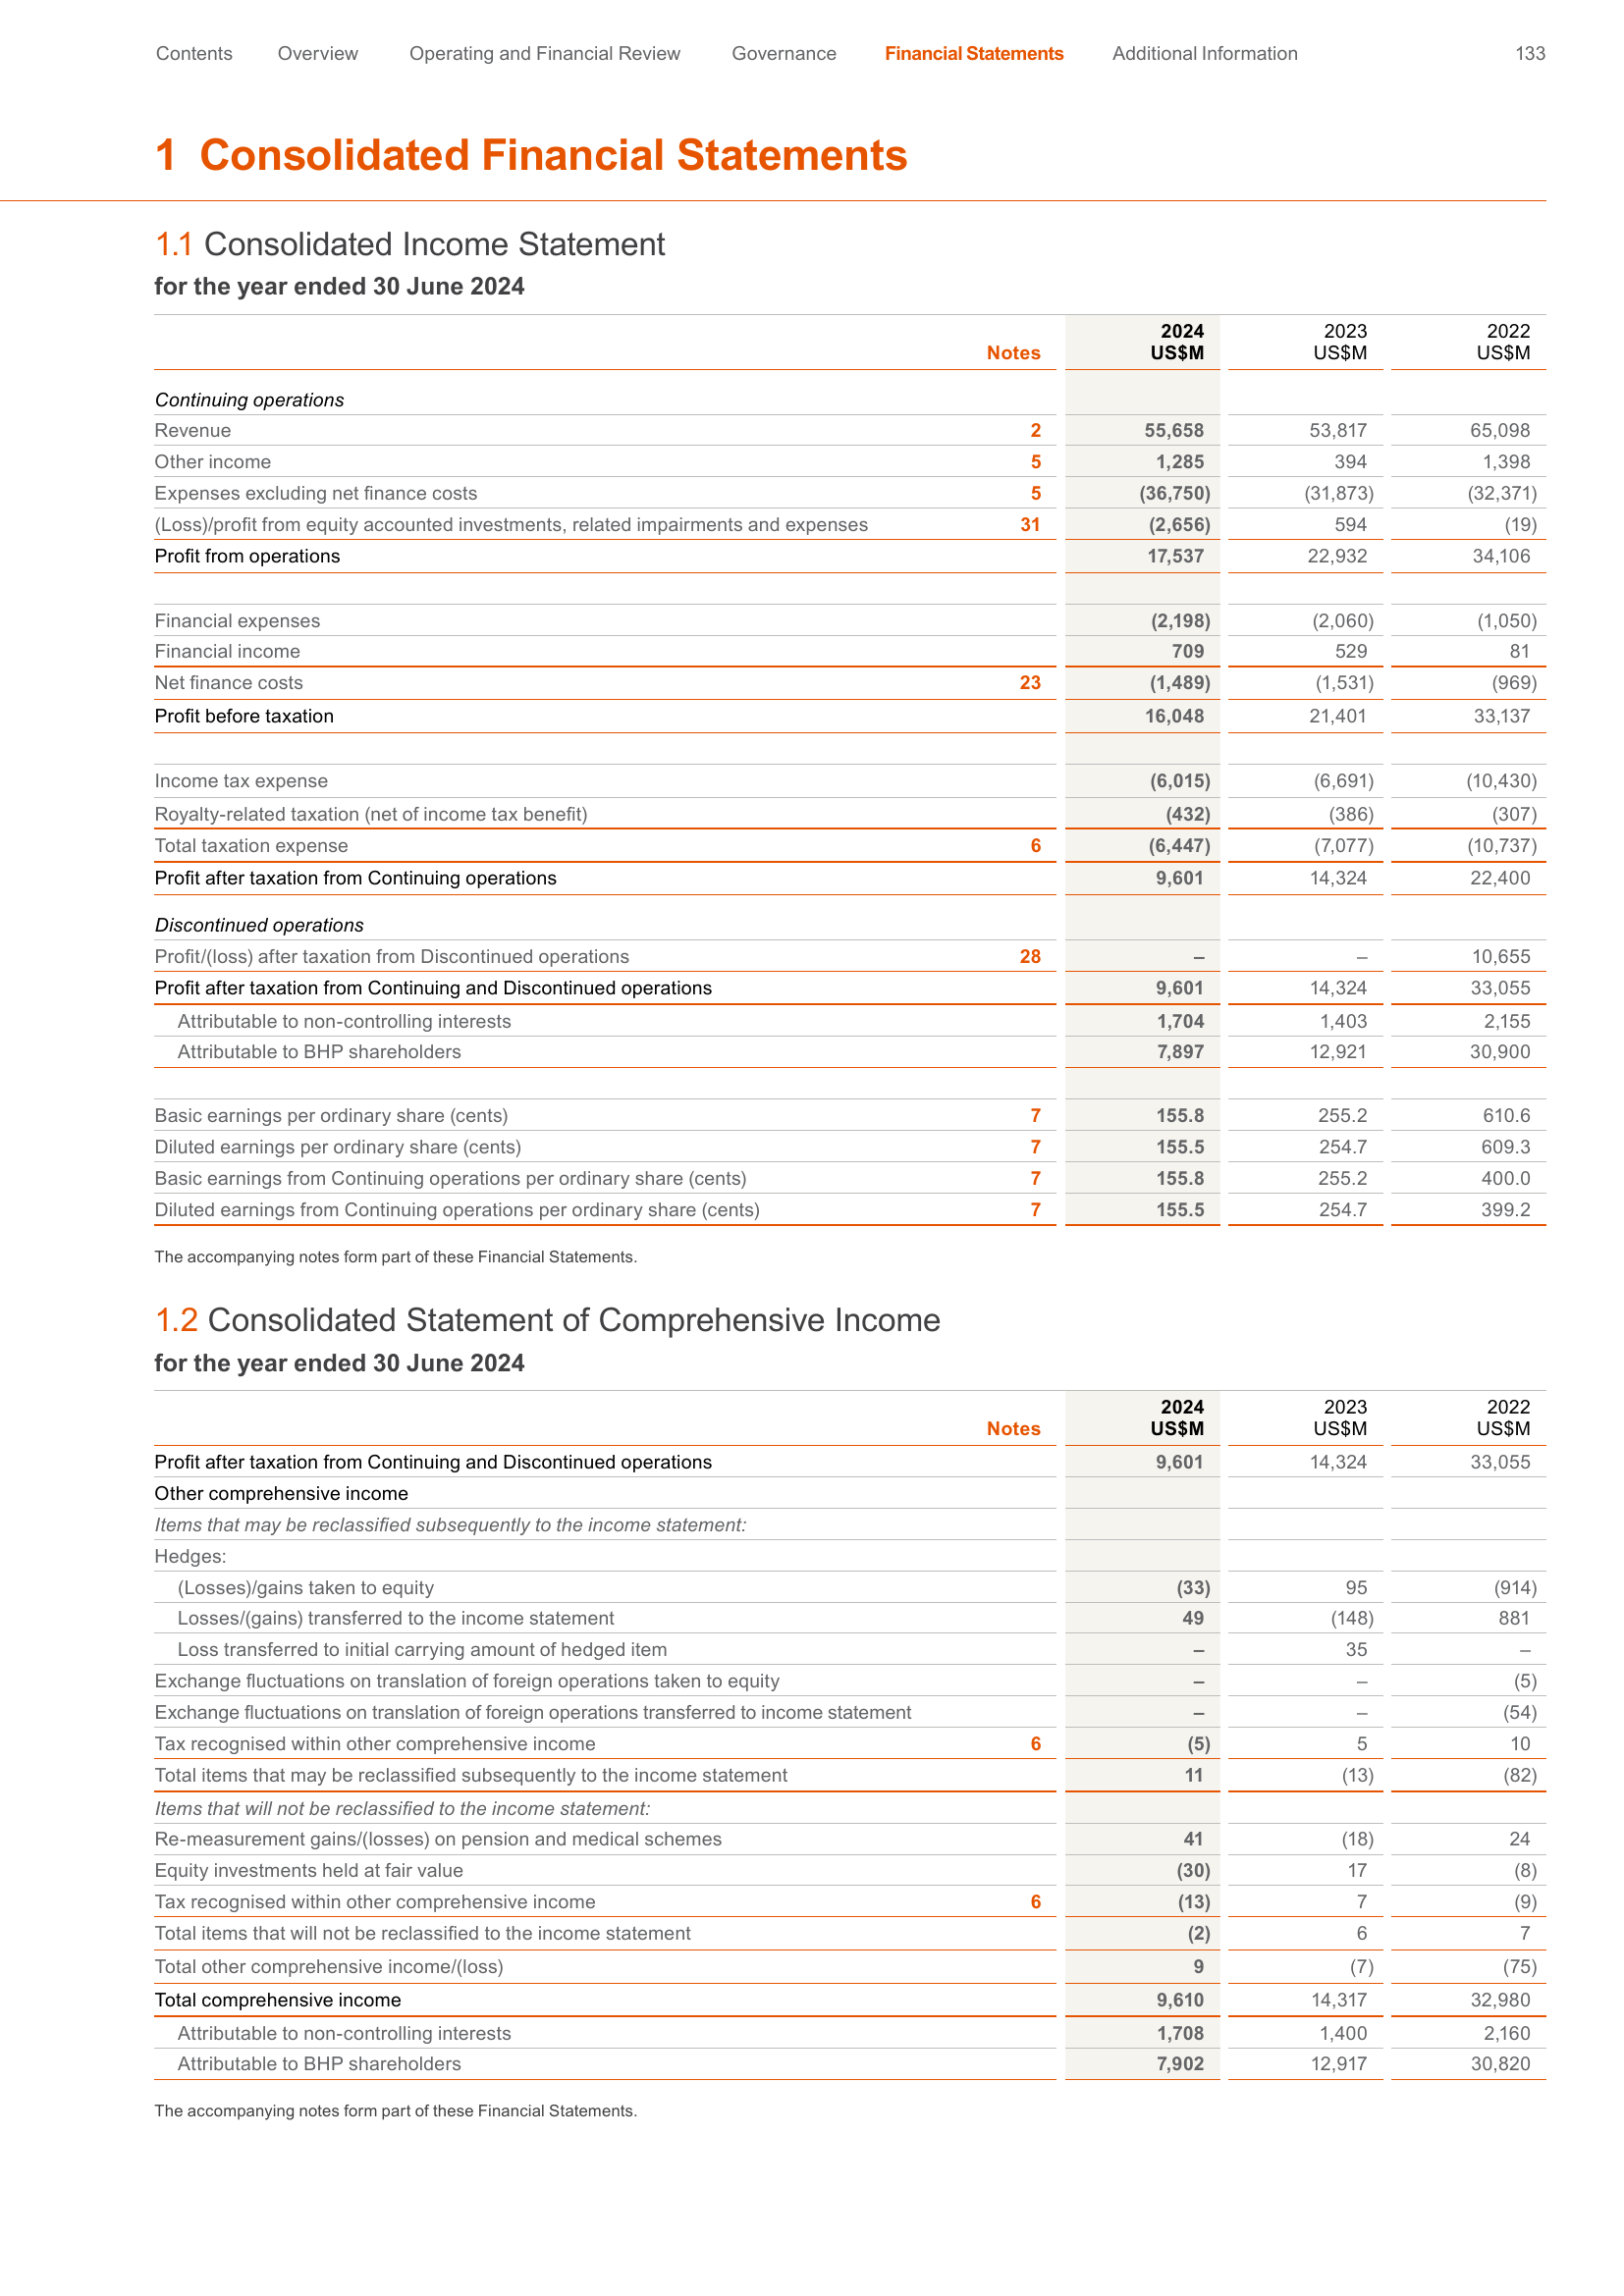 Contents Overview Operating and Financial Review Governance Financial Statements Additional Information 133
1 Consolidated Financial Statements
1.1 Consolidated Income Statement
for the year ended 30 June 2024
2024 2023 2022
Notes US$M US$M US$M
Continuing operations
Revenue 2 55,658 53,817 65,098
Other income 5 1,285 394 1,398
Expenses excluding net finance costs 5 (36,750) (31,873) (32,371)
(Loss)/profit from equity accounted investments, related impairments and expenses 31 (2,656) 594 (19)
Profit from operations 17,537 22,932 34,106
Financial expenses (2,198) (2,060) (1,050)
Financial income 709 529 81
Net finance costs 23 (1,489) (1,531) (969)
Profit before taxation 16,048 21,401 33,137
Income tax expense (6,015) (6,691) (10,430)
Royalty-related taxation (net of income tax benefit) (432) (386) (307)
Total taxation expense 6 (6,447) (7,077) (10,737)
Profit after taxation from Continuing operations 9,601 14,324 22,400
Discontinued operations
Profit/(loss) after taxation from Discontinued operations 28 – – 10,655
Profit after taxation from Continuing and Discontinued operations 9,601 14,324 33,055
Attributable to non-controlling interests 1,704 1,403 2,155
Attributable to BHP shareholders 7,897 12,921 30,900
Basic earnings per ordinary share (cents) 7 155.8 255.2 610.6
Diluted earnings per ordinary share (cents) 7 155.5 254.7 609.3
Basic earnings from Continuing operations per ordinary share (cents) 7 155.8 255.2 400.0
Diluted earnings from Continuing operations per ordinary share (cents) 7 155.5 254.7 399.2
The accompanying notes form part of these Financial Statements.
1.2 Consolidated Statement of Comprehensive Income
for the year ended 30 June 2024
2024 2023 2022
Notes US$M US$M US$M
Profit after taxation from Continuing and Discontinued operations 9,601 14,324 33,055
Other comprehensive income
Items that may be reclassified subsequently to the income statement:
Hedges:
(Losses)/gains taken to equity (33) 95 (914)
Losses/(gains) transferred to the income statement 49 (148) 881
Loss transferred to initial carrying amount of hedged item – 35 –
Exchange fluctuations on translation of foreign operations taken to equity – – (5)
Exchange fluctuations on translation of foreign operations transferred to income statement – – (54)
Tax recognised within other comprehensive income 6 (5) 5 10
Total items that may be reclassified subsequently to the income statement 11 (13) (82)
Items that will not be reclassified to the income statement:
Re-measurement gains/(losses) on pension and medical schemes 41 (18) 24
Equity investments held at fair value (30) 17 (8)
Tax recognised within other comprehensive income 6 (13) 7 (9)
Total items that will not be reclassified to the income statement (2) 6 7
Total other comprehensive income/(loss) 9 (7) (75)
Total comprehensive income 9,610 14,317 32,980
Attributable to non-controlling interests 1,708 1,400 2,160
Attributable to BHP shareholders 7,902 12,917 30,820
The accompanying notes form part of these Financial Statements.